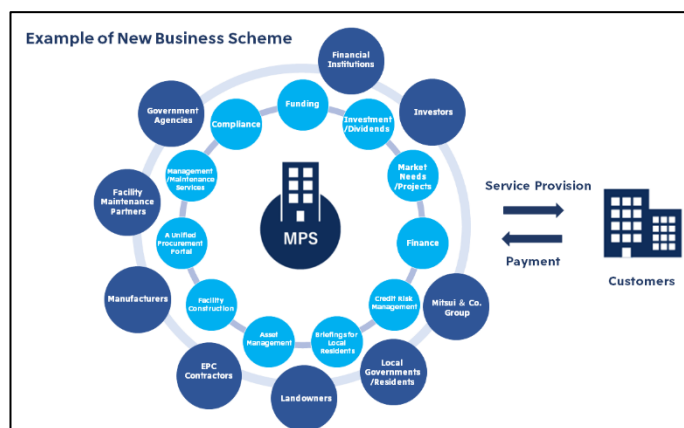 Example of New Business Scheme
Financial
Institutions
Investors
Mitsui & Co.
Group
Local
Governments
/Residents
Landowners
EPC
Contractors
Manufacturers
Facility
Maintenance
Partners
Government
Agencies
Funding
Investment
/Dividends
Market
Needs
/Projects
Finance
Credit Risk
Management
Briefings for
Local
Residents
Asset
Management
Facility
Construction
A Unified
Procurement
Portal
Management
/Maintenance
Services
Compliance
MPS
Service Provision
Payment
Customers